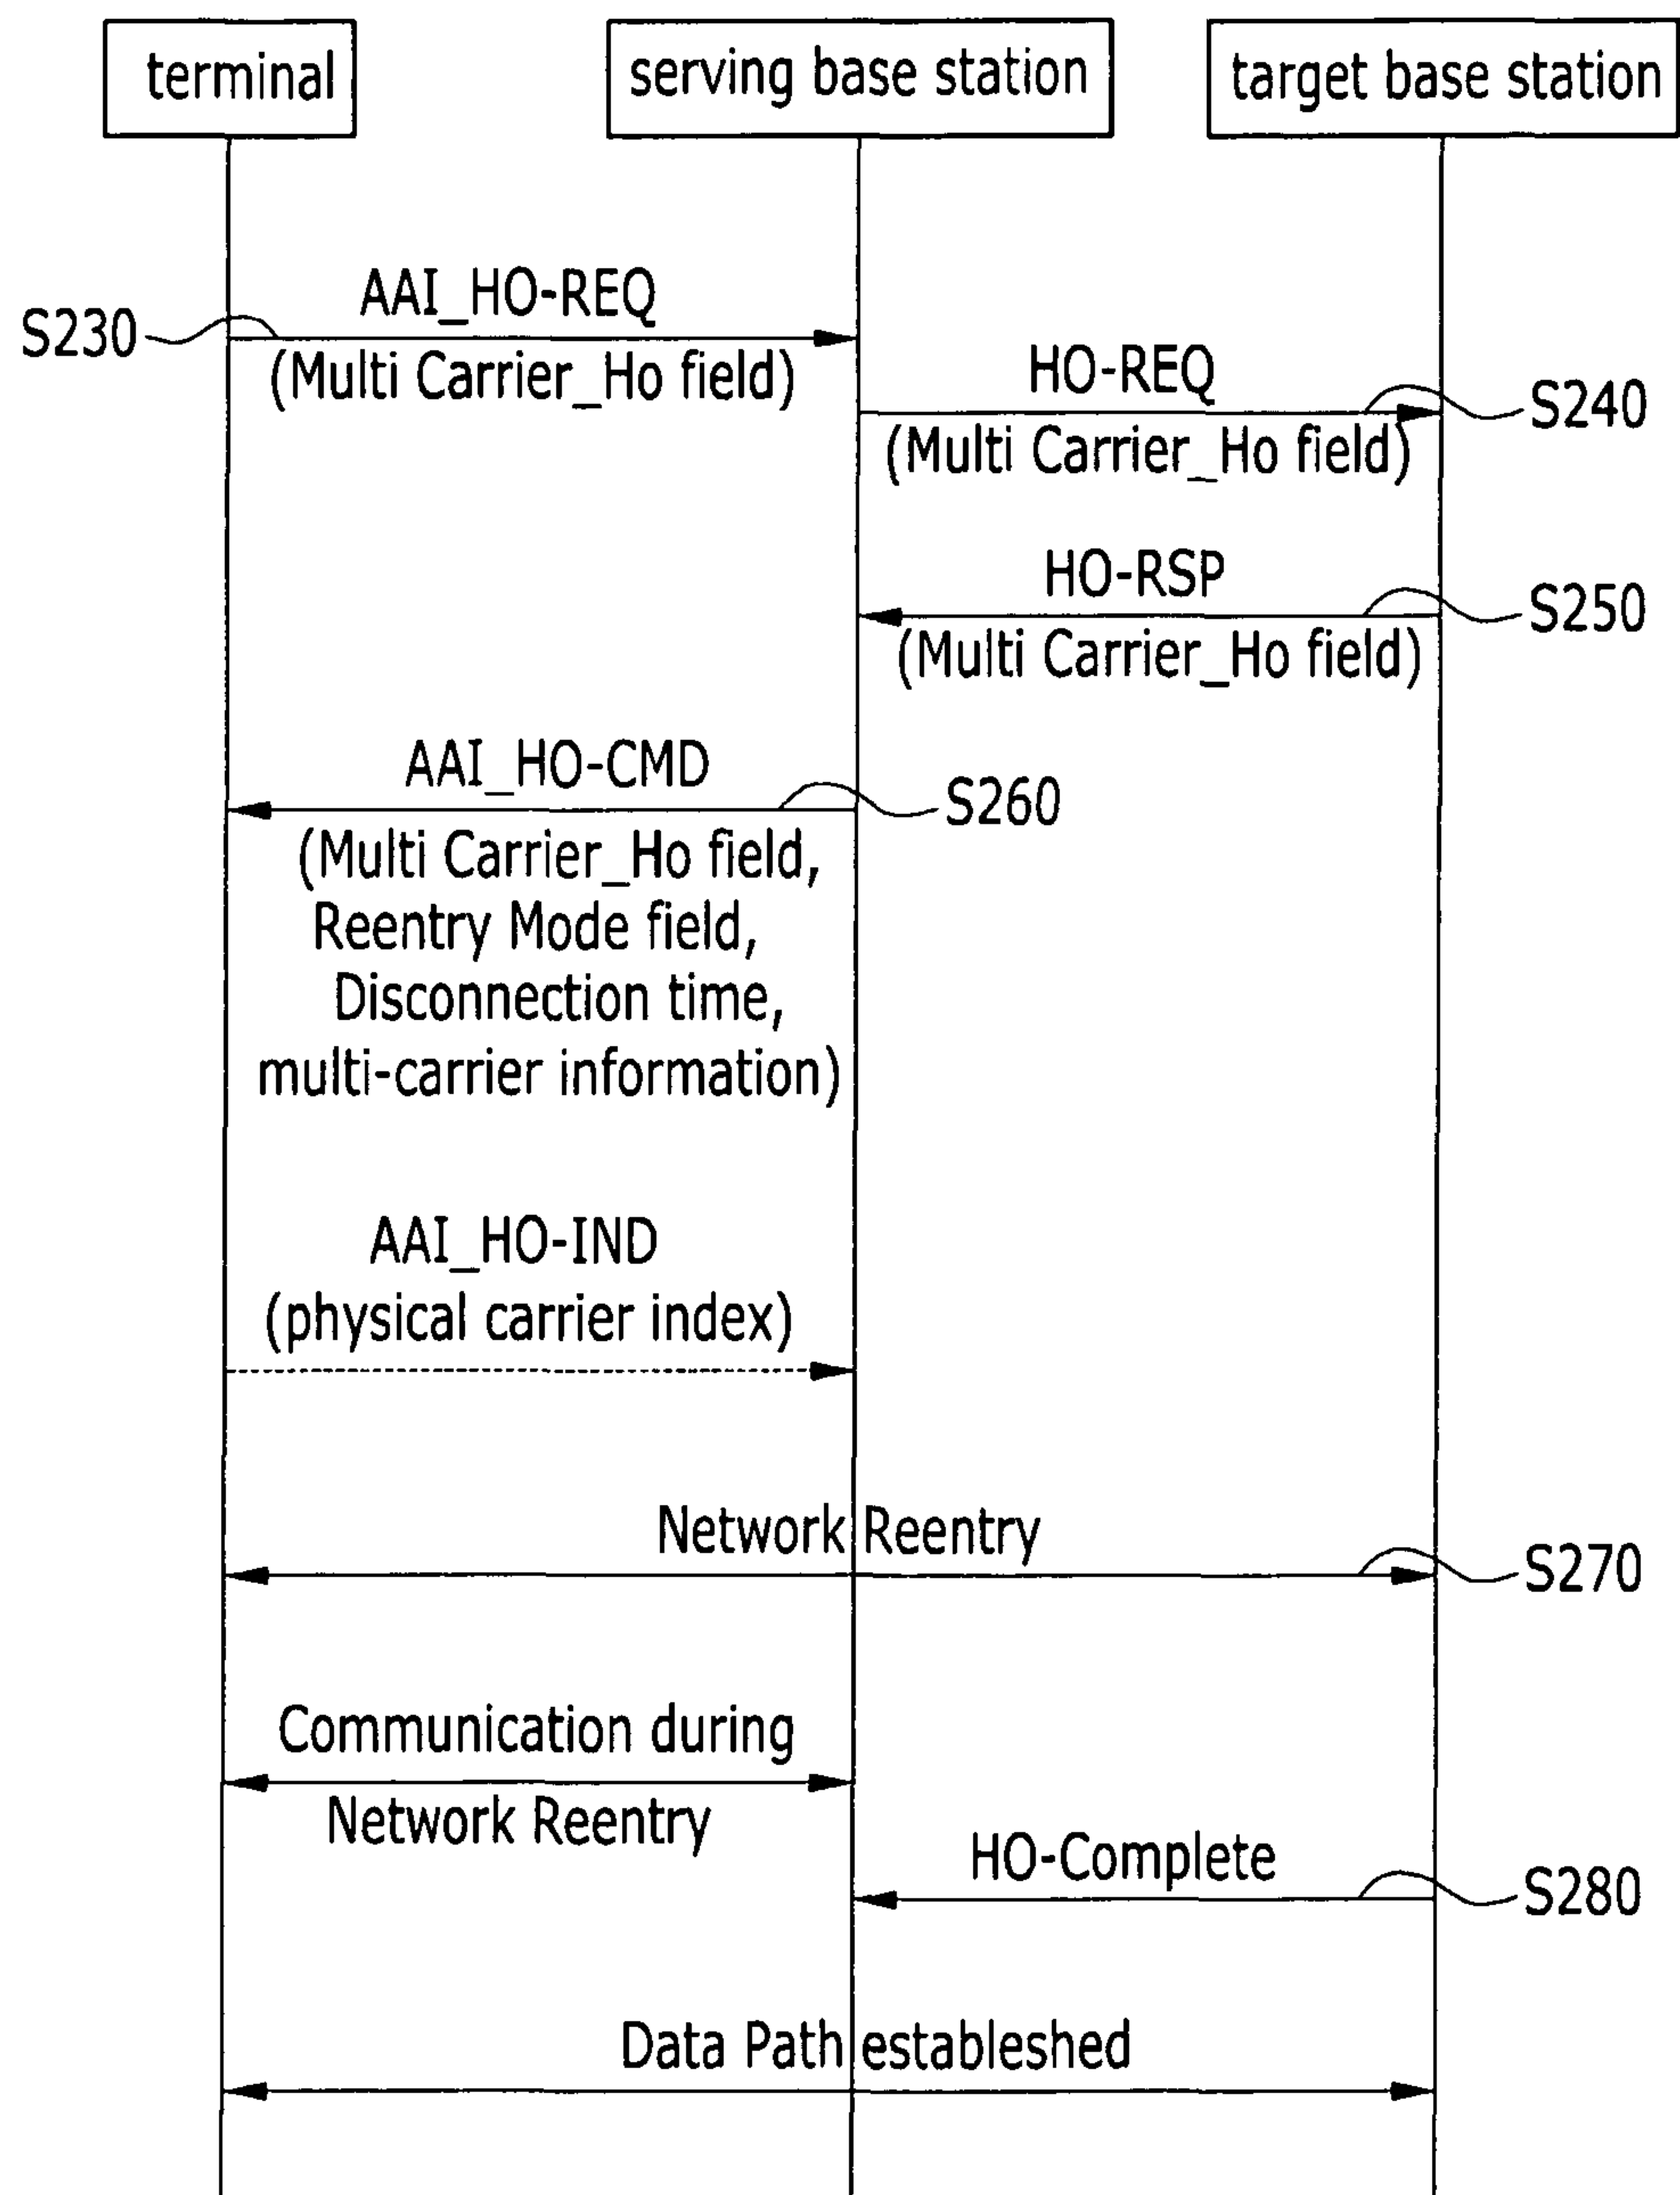 terminal
serving base station
target base station
AAI_HO-REQ
S230
(Multi Carrier_Ho field)
HO-REQ
S240
(Multi Carrier_Ho field)
HO-RSP
S250
(Multi Carrier_Ho field)
AAI_HO-CMD
S260
(Multi Carrier_Ho field,
Reentry Mode field,
Disconnection time,
multi-carrier information)
AAI_HO-IND
(physical carrier index)
Network Reentry
S270
Communication during
Network Reentry
HO-Complete
S280
Data Path estableshed